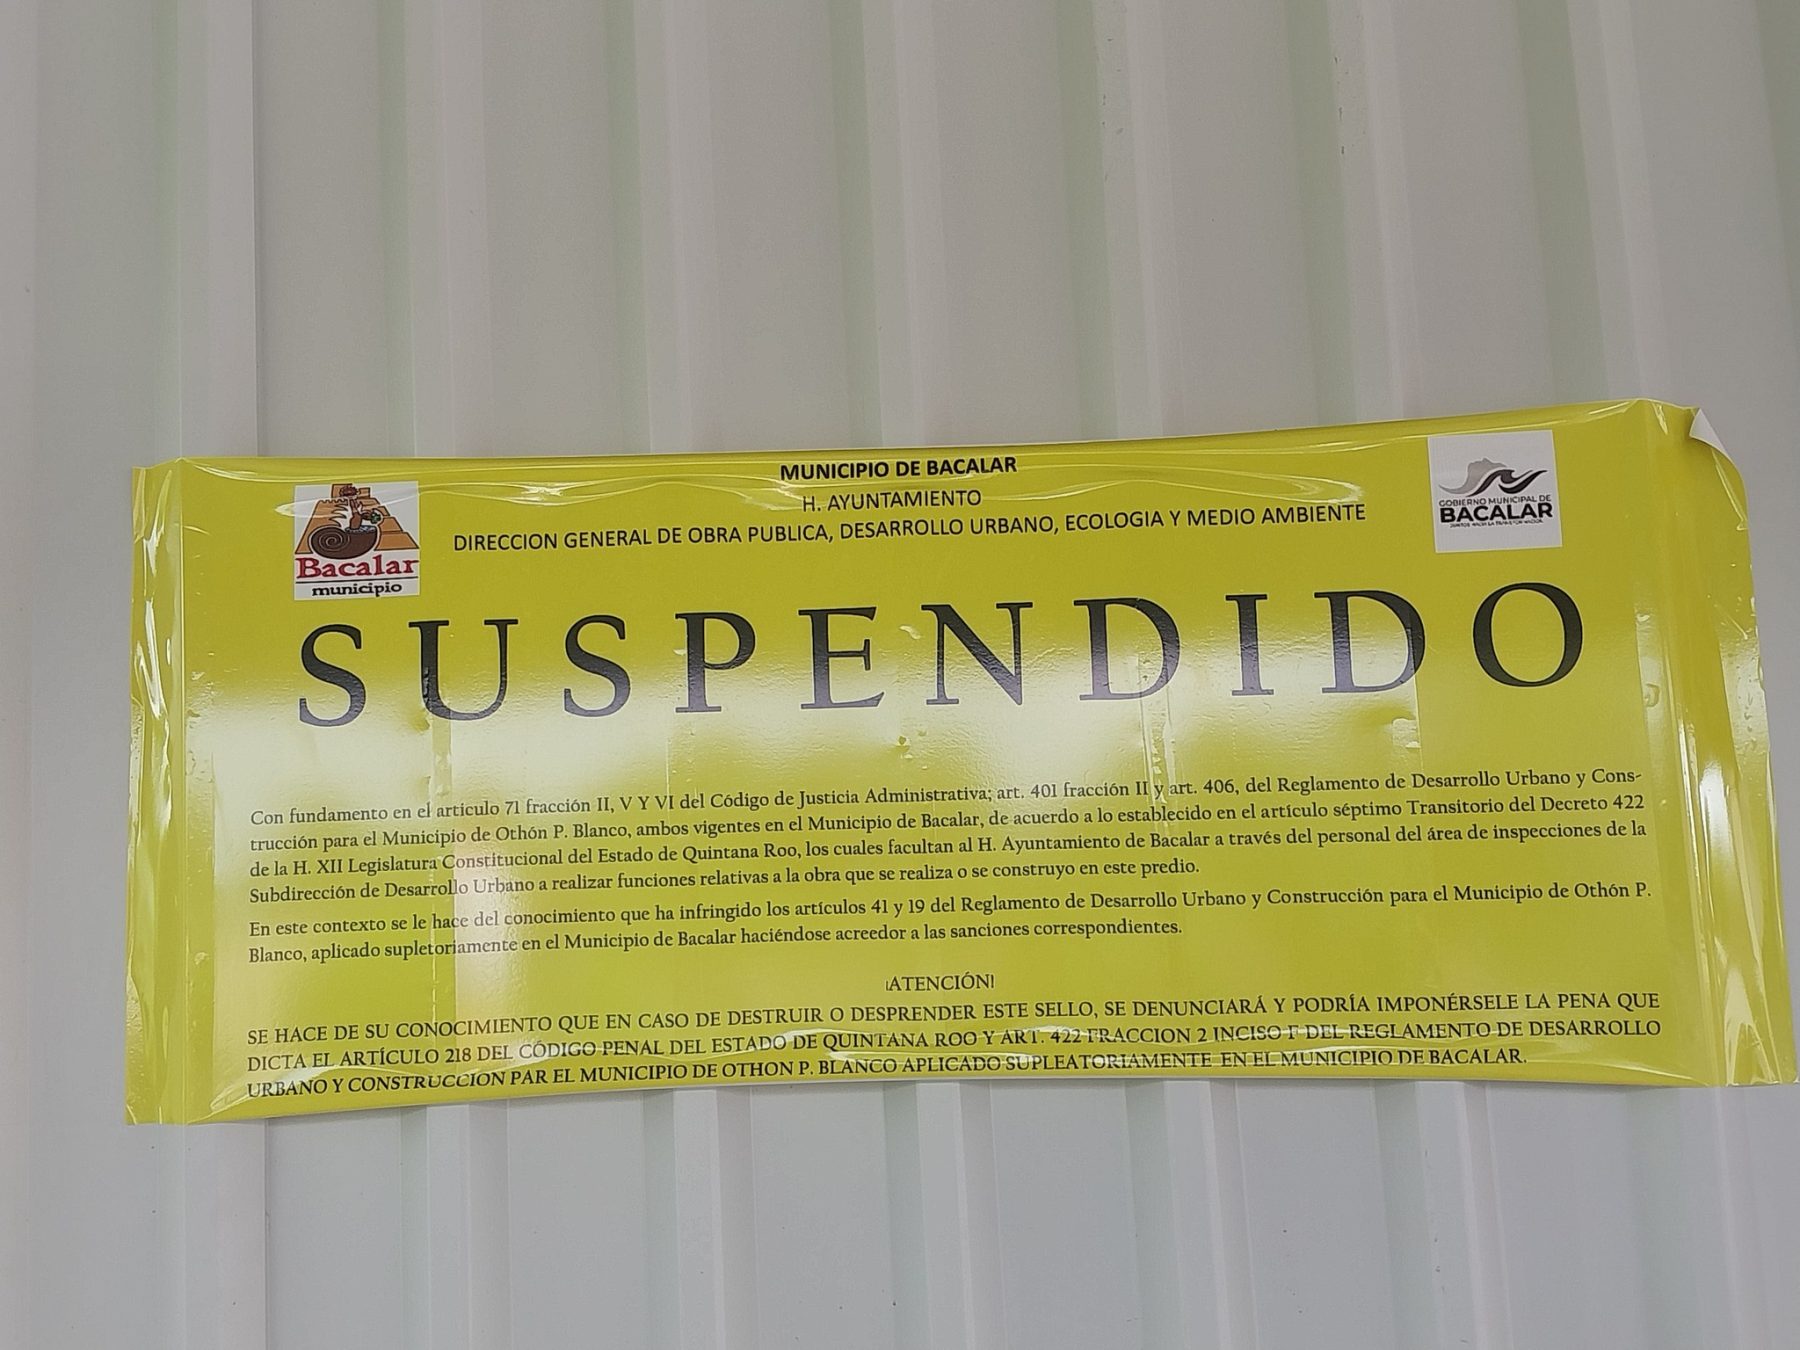 MUNICIPIO DE BACALAR
H. AYUNTAMIENTO
DIRECCION GENERAL DE OBRA PUBLICA, DESARROLLO URBANO, ECOLOGIA Y MEDIO AMBIENTE
Bacalar
municipio
GOBIERNO MUNICIPAL DE
BACALAR
SUSPENDIDO
Con fundamento en el articulo 71 fracción II, V Y VI del Código de Justicia Administrativa; art. 401 fracción II y art. 406, del Reglamento de Desarrollo Urbano y Cons-
trucción para el Municipio de Othón P. Blanco, ambos vigentes en el Municipio de Bacalar, de acuerdo a lo establecido en el artículo séptimo Transitorio del Decreto 422
de la H. XII Legislatura Constitucional del Estado de Quintana Roo, los cuales facultan al H. Ayuntamiento de Bacalar a través del personal del área de inspecciones de la
Subdirección de Desarrollo Urbano a realizar funciones relativas a la obra que se realiza o se construyo en este predio.
En este contexto se le hace del conocimiento que ha infringido los artículos 41 y 19 del Reglamento de Desarrollo Urbano y Construcción para el Municipio de Othón P.
Blanco, aplicado supletoriamente en el Municipio de Bacalar haciéndose acreedor a las sanciones correspondientes.
¡ATENCIÓN!
SE HACE DE SU CONOCIMIENTO QUE EN CASO DE DESTRUIR O DESPRENDER ESTE SELLO, SE DENUNCIARÁ Y PODRÍA IMPONÉRSELE LA PENA QUE
DICTA EL ARTÍCULO 218 DEL CÓDIGO PENAL DEL ESTADO DE QUINTANA ROO Y ART. 422 FRACCION 2 INCISO F DEL REGLAMENTO DE DESARROLLO
URBANO Y CONSTRUCCION PAR EL MUNICIPIO DE OTHON P. BLANCO APLICADO SUPLEATORIAMENTE EN EL MUNICIPIO DE BACALAR.